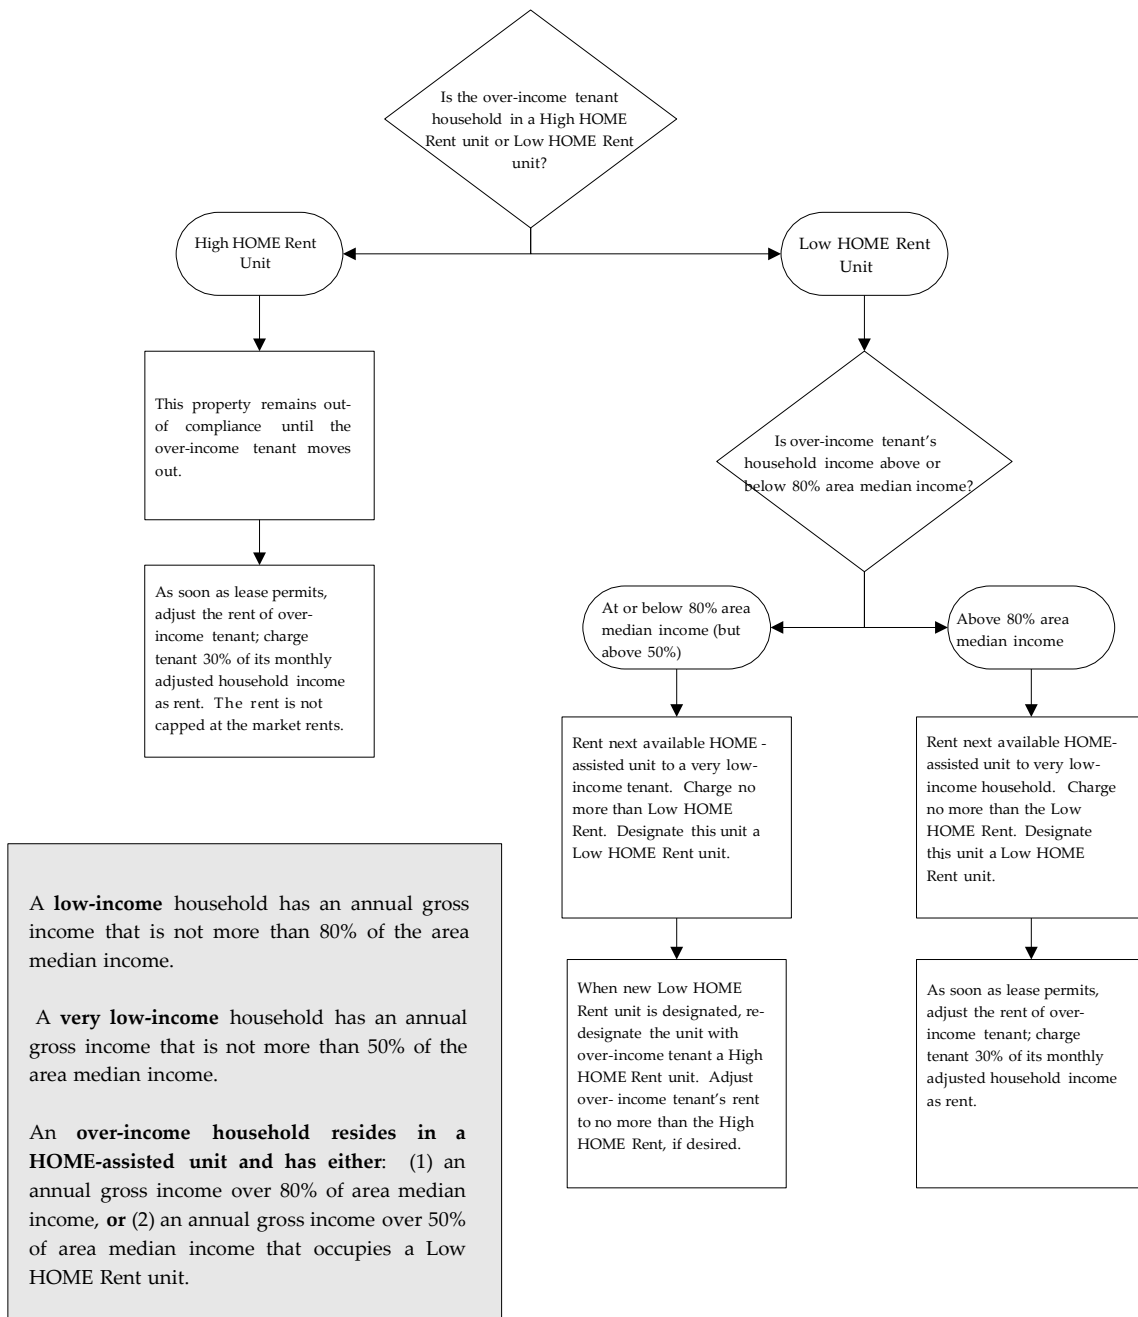 Is the over-income tenant
household in a High HOME
Rent unit or Low HOME Rent
unit?
High HOME Rent
Unit
Low HOME Rent
Unit
This property remains out-
of compliance until the
over-income tenant moves
out.
Is over-income tenant's
household income above or
below 80% area median income?
As soon as lease permits,
adjust the rent of over-
income tenant; charge
tenant 30% of its monthly
adjusted household income
as rent. The rent is not
capped at the market rents.
At or below 80% area
median income (but
above 50%)
Above 80% area
median income
Rent next available HOME -
assisted unit to a very low-
income tenant. Charge no
more than Low HOME
Rent. Designate this unit a
Low HOME Rent unit.
Rent next available HOME-
assisted unit to very low-
income household. Charge
no more than the Low
HOME Rent. Designate
this unit a Low HOME
Rent unit.
When new Low HOME
Rent unit is designated, re-
designate the unit with
over-income tenant a High
HOME Rent unit. Adjust
over- income tenant's rent
to no more than the High
HOME Rent, if desired.
As soon as lease permits,
adjust the rent of over-
income tenant; charge
tenant 30% of its monthly
adjusted household income
as rent.
A low-income household has an annual gross
income that is not more than 80% of the area
median income.
A very low-income household has an annual
gross income that is not more than 50% of the
area median income.
An over-income household resides in a
HOME-assisted unit and has either: (1) an
annual gross income over 80% of area median
income, or (2) an annual gross income over 50%
of area median income that occupies a Low
HOME Rent unit.